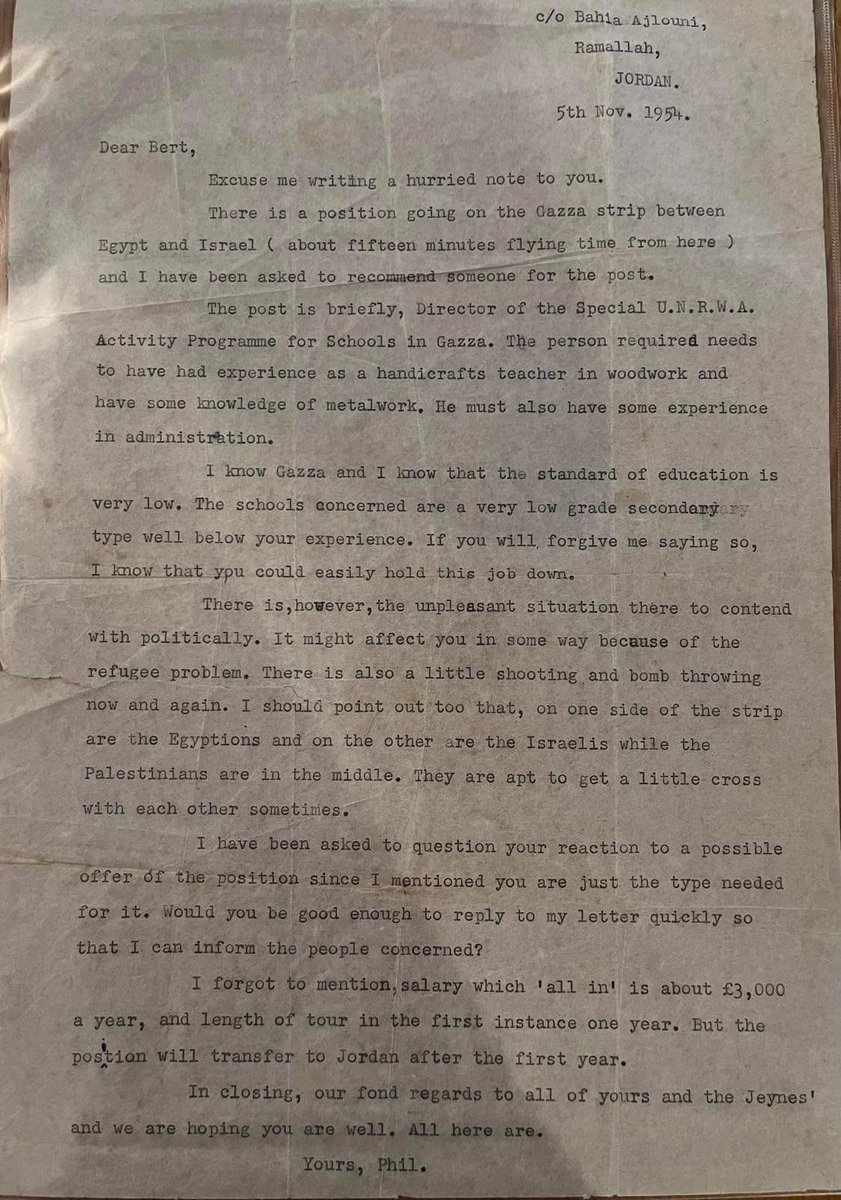 c/o Bahia Ajlouni,
Ramallah,
JORDAN.
5th Nov. 1954.
Dear Bert,
Excuse me writing a hurried note to you.
There is a position going on the Gazza strip between
Egypt and Israel ( about fifteen minutes flying time from here )
and I have been asked to recommend someone for the post.
The post is briefly, Director of the Special U.N.R.W.A.
Activity Programme for Schools in Gazza. The person required needs
to have had experience as a handicrafts teacher in woodwork and
have some knowledge of metalwork. He must also have some experience
in administration.
I know Gazza and I know that the standard of education is
very low. The schools concerned are a very low grade secondaryary
type well below your experience. If you will forgive me saying so,
I know that ypu could easily hold this job down.
There is,however,the unpleasant situation there to contend
with politically. It might affect you in some way because of the
refugee problem. There is also a little shooting and bomb throwing
now and again. I should point out too that, on one side of the strip
are the Egyptions and on the other are the Israelis while the
Palestinians are in the middle. They are apt to get a little cross
with each other sometimes.
I have been asked to question your reaction to a possible
offer of the position since I mentioned you are just the type needed
for it. Would you be good enough to reply to my letter quickly so
that I can inform the people concerned?
I forgot to mention,salary which 'all in' is about £3,000
a year, and length of tour in the first instance one year. But the
position will transfer to Jordan after the first year.
In closing, our fond regards to all of yours and the Jeynes'
and we are hoping you are well. All here are.
Yours, Phil.